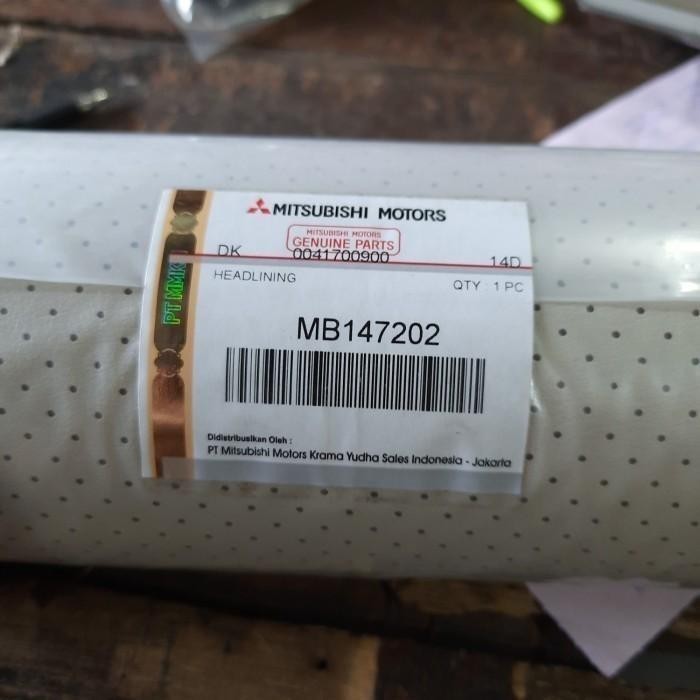 MITSUBISHI MOTORS
MITSUBISHI MOTORS
GENUINE PARTS
DK 0041700900 14D
HEADLINING QTY : 1 PC
PT MMK
MB147202
Didistribusikan Oleh :
PT Mitsubishi Motors Krama Yudha Sales Indonesia - Jakarta